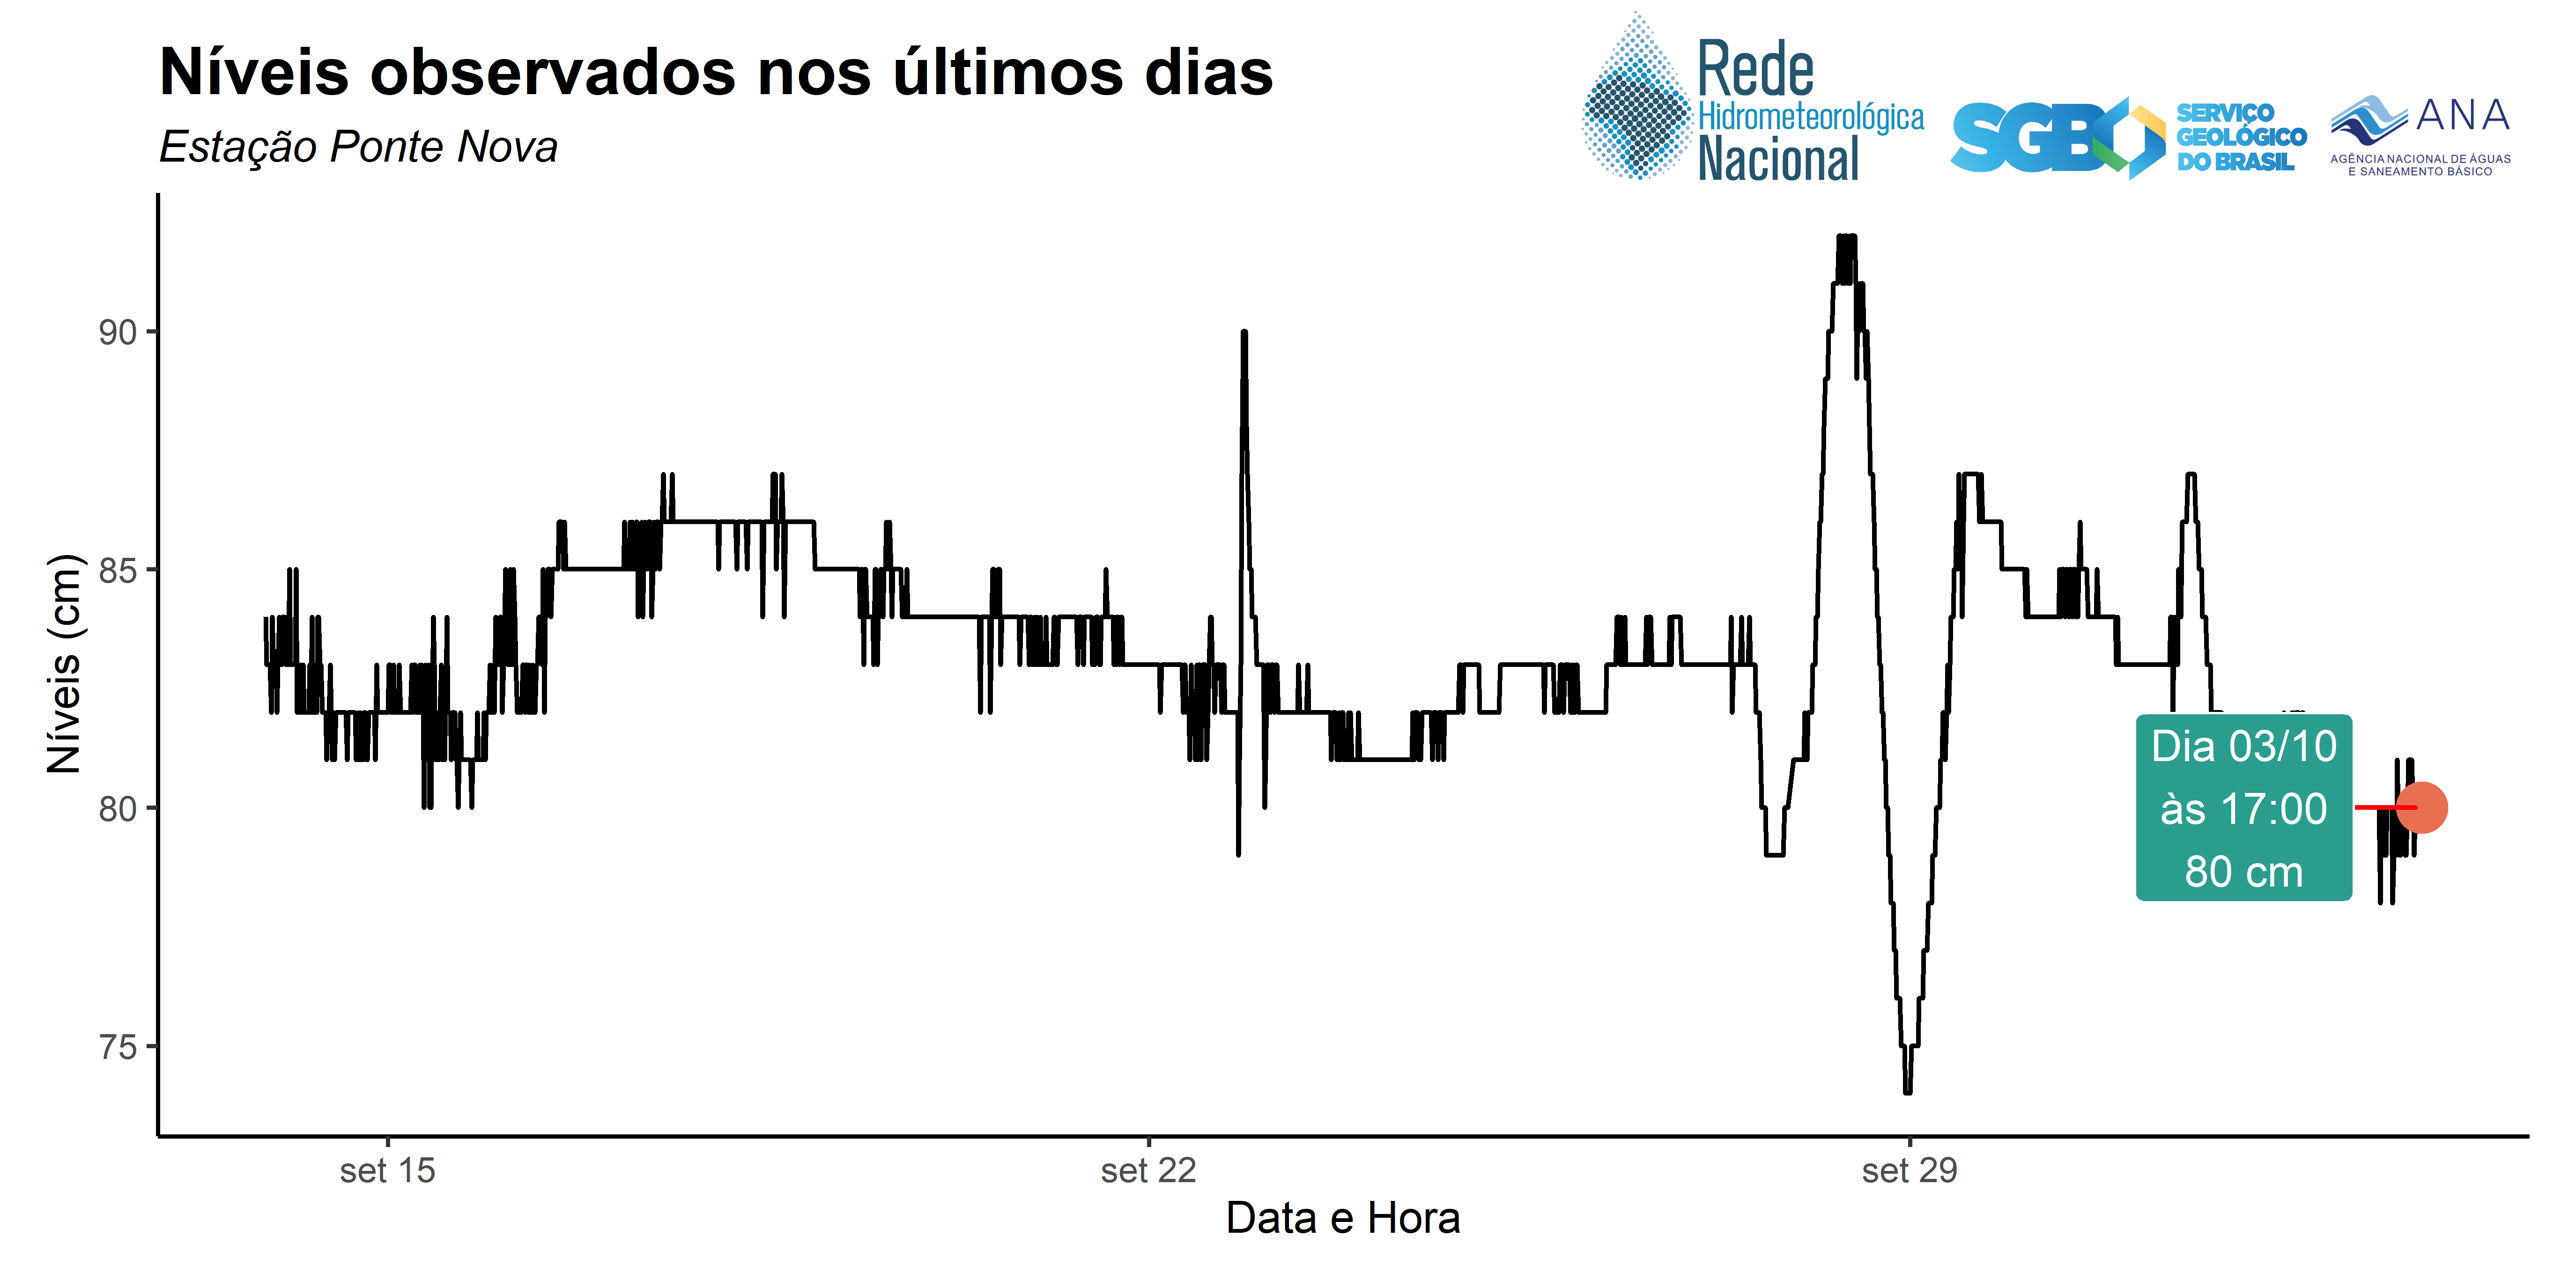 Níveis observados nos últimos dias
Estação Ponte Nova
Rede
Hidrometeorológica
Nacional
SGB
SERVIÇO
GEOLÓGICO
DO BRASIL
ANA
AGÊNCIA NACIONAL DE ÁGUAS
E SANEAMENTO BÁSICO
Níveis (cm)
90
85
80
75
Dia 03/10
às 17:00
80 cm
set 15
set 22
set 29
Data e Hora